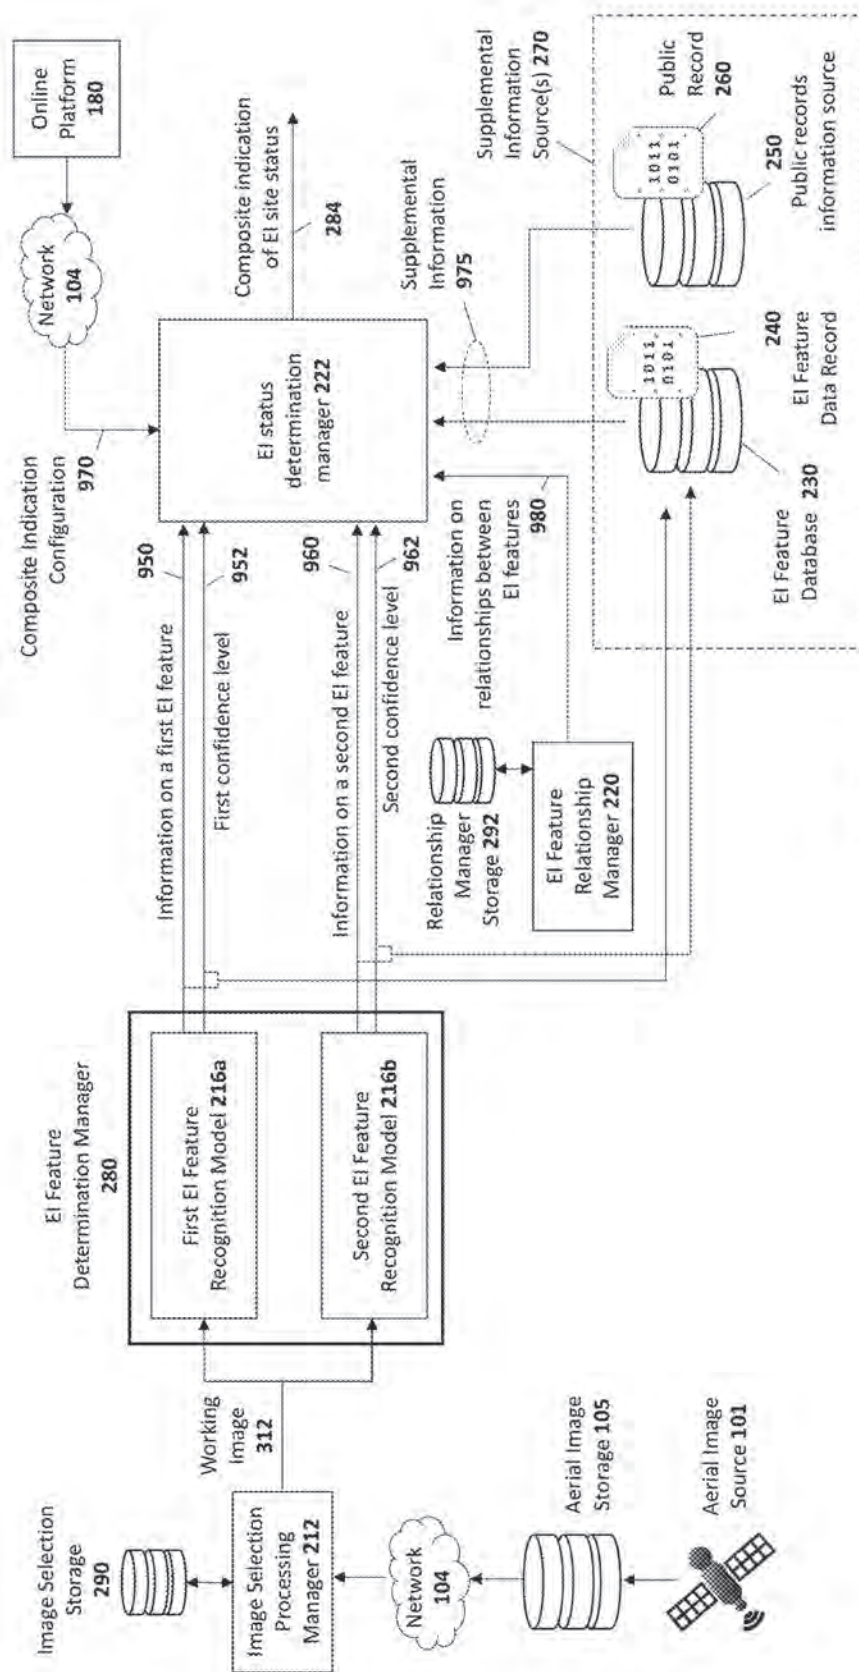 Image Selection
Storage
290
Image Selection
Processing
Manager 212
Network
104
Aerial Image
Storage 105
Aerial Image
Source 101
Working
Image
312
EI Feature
Determination Manager
280
First EI Feature
Recognition Model 216a
Second EI Feature
Recognition Model 216b
Information on a first EI feature
950
First confidence level
952
Information on a second EI feature
960
Second confidence level
962
Relationship
Manager
Storage 292
EI Feature
Relationship
Manager 220
Information on
relationships between
EI features
980
Composite Indication
Configuration
970
Network
104
Online
Platform
180
EI status
determination
manager 222
Composite indication
of EI site status
284
Supplemental
Information
975
Supplemental
Information
Source(s) 270
1011
0101
EI Feature
Database 230
EI Feature
Data Record
240
1011
0101
Public
Record
260
250
Public records
information source